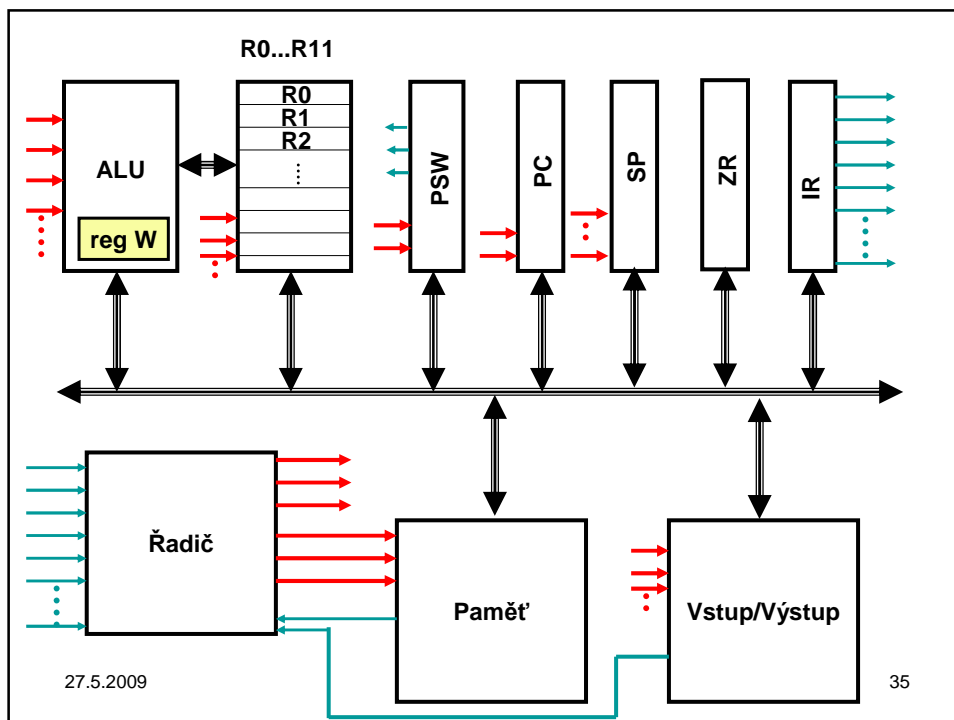 R0...R11
R0
R1
R2
ALU
reg W
PSW
PC
SP
ZR
IR
Řadič
Paměť
Vstup/Výstup
27.5.2009
35